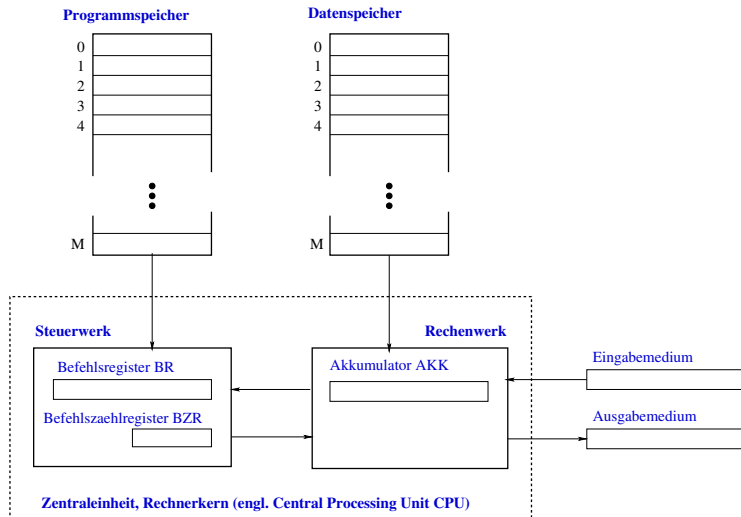 Programmspeicher
Datenspeicher
0
1
2
3
4
M
0
1
2
3
4
M
Steuerwerk
Rechenwerk
Befehlsregister BR
Befehlszaehlregister BZR
Akkumulator AKK
Eingabemedium
Ausgabemedium
Zentraleinheit, Rechnerkern (engl. Central Processing Unit CPU)